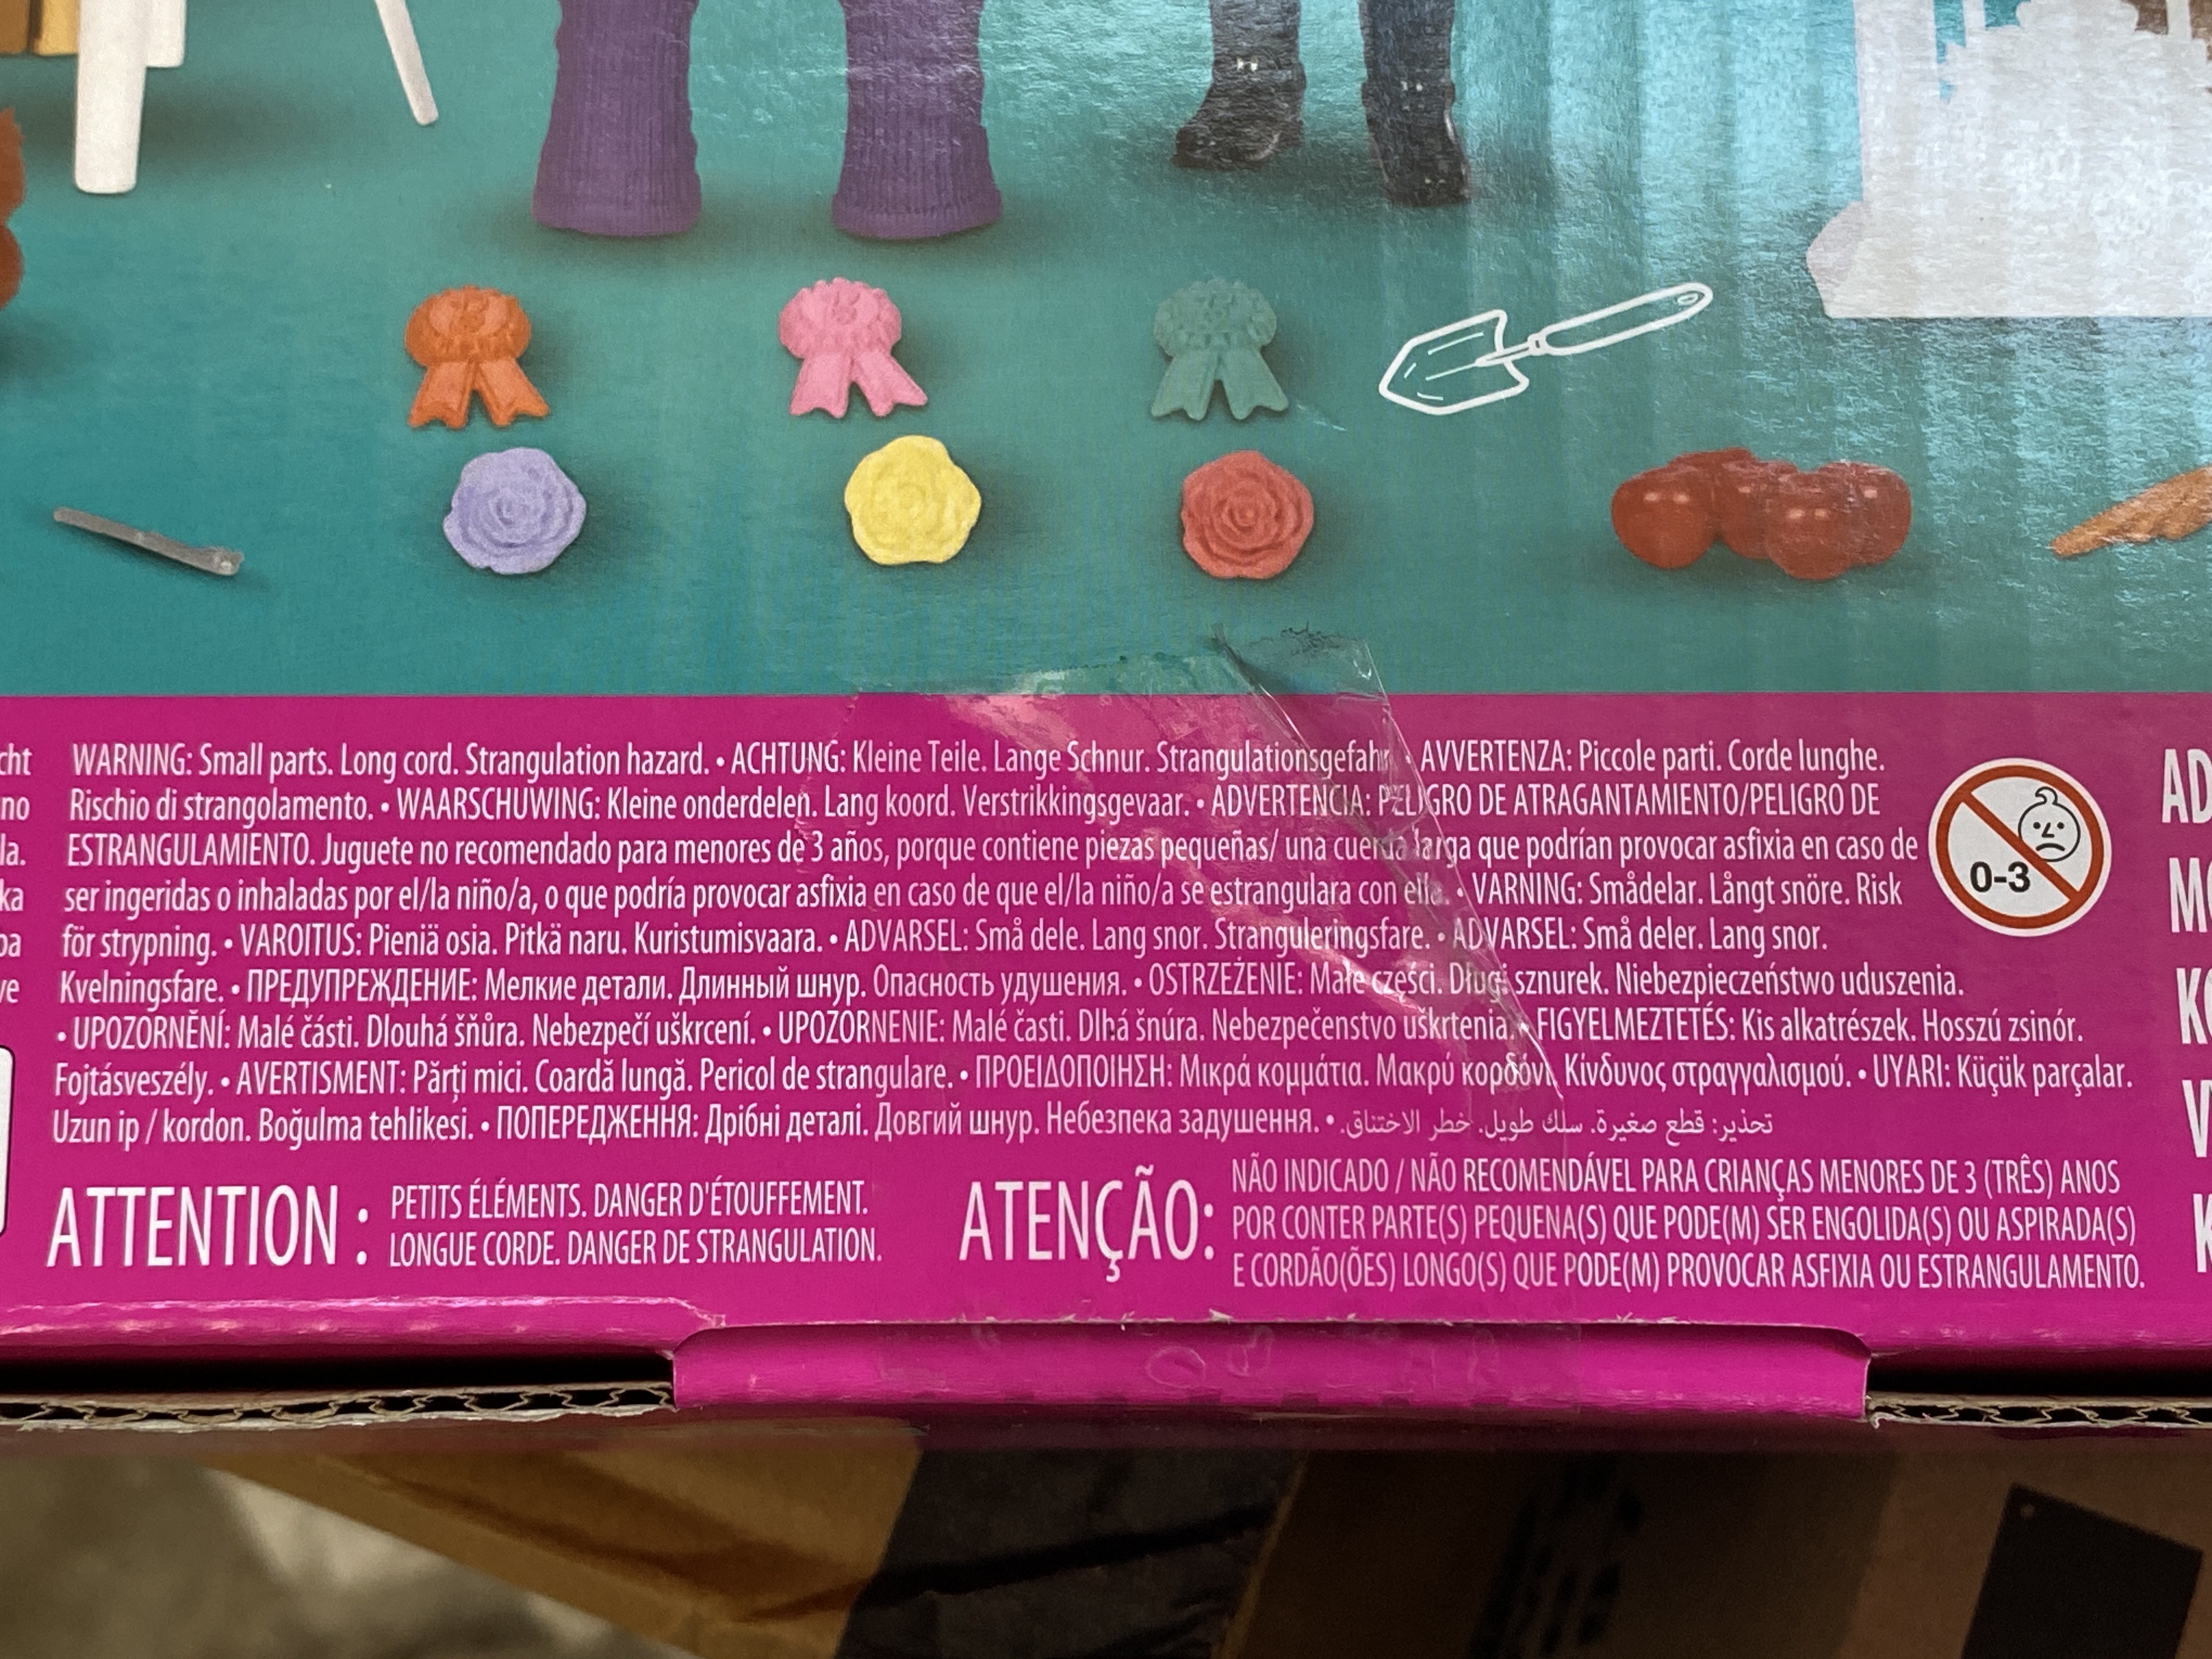 cht
no
la.
ka
oa
ve
WARNING: Small parts. Long cord. Strangulation hazard. • ACHTUNG: Kleine Teile. Lange Schnur. Strangulationsgefahr. • AVVERTENZA: Piccole parti. Corde lunghe.
Rischio di strangolamento. • WAARSCHUWING: Kleine onderdelen. Lang koord. Verstrikkingsgevaar. • ADVERTENCIA: PELIGRO DE ATRAGANTAMIENTO/PELIGRO DE
ESTRANGULAMIENTO. Juguete no recomendado para menores de 3 años, porque contiene piezas pequeñas/ una cuerda larga que podrían provocar asfixia en caso de
ser ingeridas o inhaladas por el/la niño/a, o que podría provocar asfixia en caso de que el/la niño/a se estrangulara con ella. • VARNING: Smådelar. Långt snöre. Risk
för strypning. • VAROITUS: Pieniä osia. Pitkä naru. Kuristumisvaara. • ADVARSEL: Små dele. Lang snor. Stranguleringsfare. • ADVARSEL: Små deler. Lang snor.
Kvelningsfare. • ПРЕДУПРЕЖДЕНИЕ: Мелкие детали. Длинный шнур. Опасность удушения. • OSTRZEŻENIE: Małe części. Długi sznurek. Niebezpieczeństwo uduszenia.
• UPOZORNĚNÍ: Malé části. Dlouhá šňůra. Nebezpečí uškrcení. • UPOZORNENIE: Malé časti. Dlhá šnúra. Nebezpečenstvo uškrtenia. • FIGYELMEZTETÉS: Kis alkatrészek. Hosszú zsinór.
Fojtásveszély. • AVERTISMENT: Părți mici. Coardă lungă. Pericol de strangulare. • ΠΡΟΕΙΔΟΠΟΙΗΣΗ: Μικρά κομμάτια. Μακρύ κορδόνι. Κίνδυνος στραγγαλισμού. • UYARI: Küçük parçalar.
Uzun ip / kordon. Boğulma tehlikesi. • ПОПЕРЕДЖЕННЯ: Дрібні деталі. Довгий шнур. Небезпека задушення. • تحذير: قطع صغيرة. سلك طويل. خطر الاختناق.
0-3
ATTENTION : PETITS ÉLÉMENTS. DANGER D'ÉTOUFFEMENT.
LONGUE CORDE. DANGER DE STRANGULATION.
ATENÇÃO: NÃO INDICADO / NÃO RECOMENDÁVEL PARA CRIANÇAS MENORES DE 3 (TRÊS) ANOS
POR CONTER PARTE(S) PEQUENA(S) QUE PODE(M) SER ENGOLIDA(S) OU ASPIRADA(S)
E CORDÃO(ÕES) LONGO(S) QUE PODE(M) PROVOCAR ASFIXIA OU ESTRANGULAMENTO.
AD